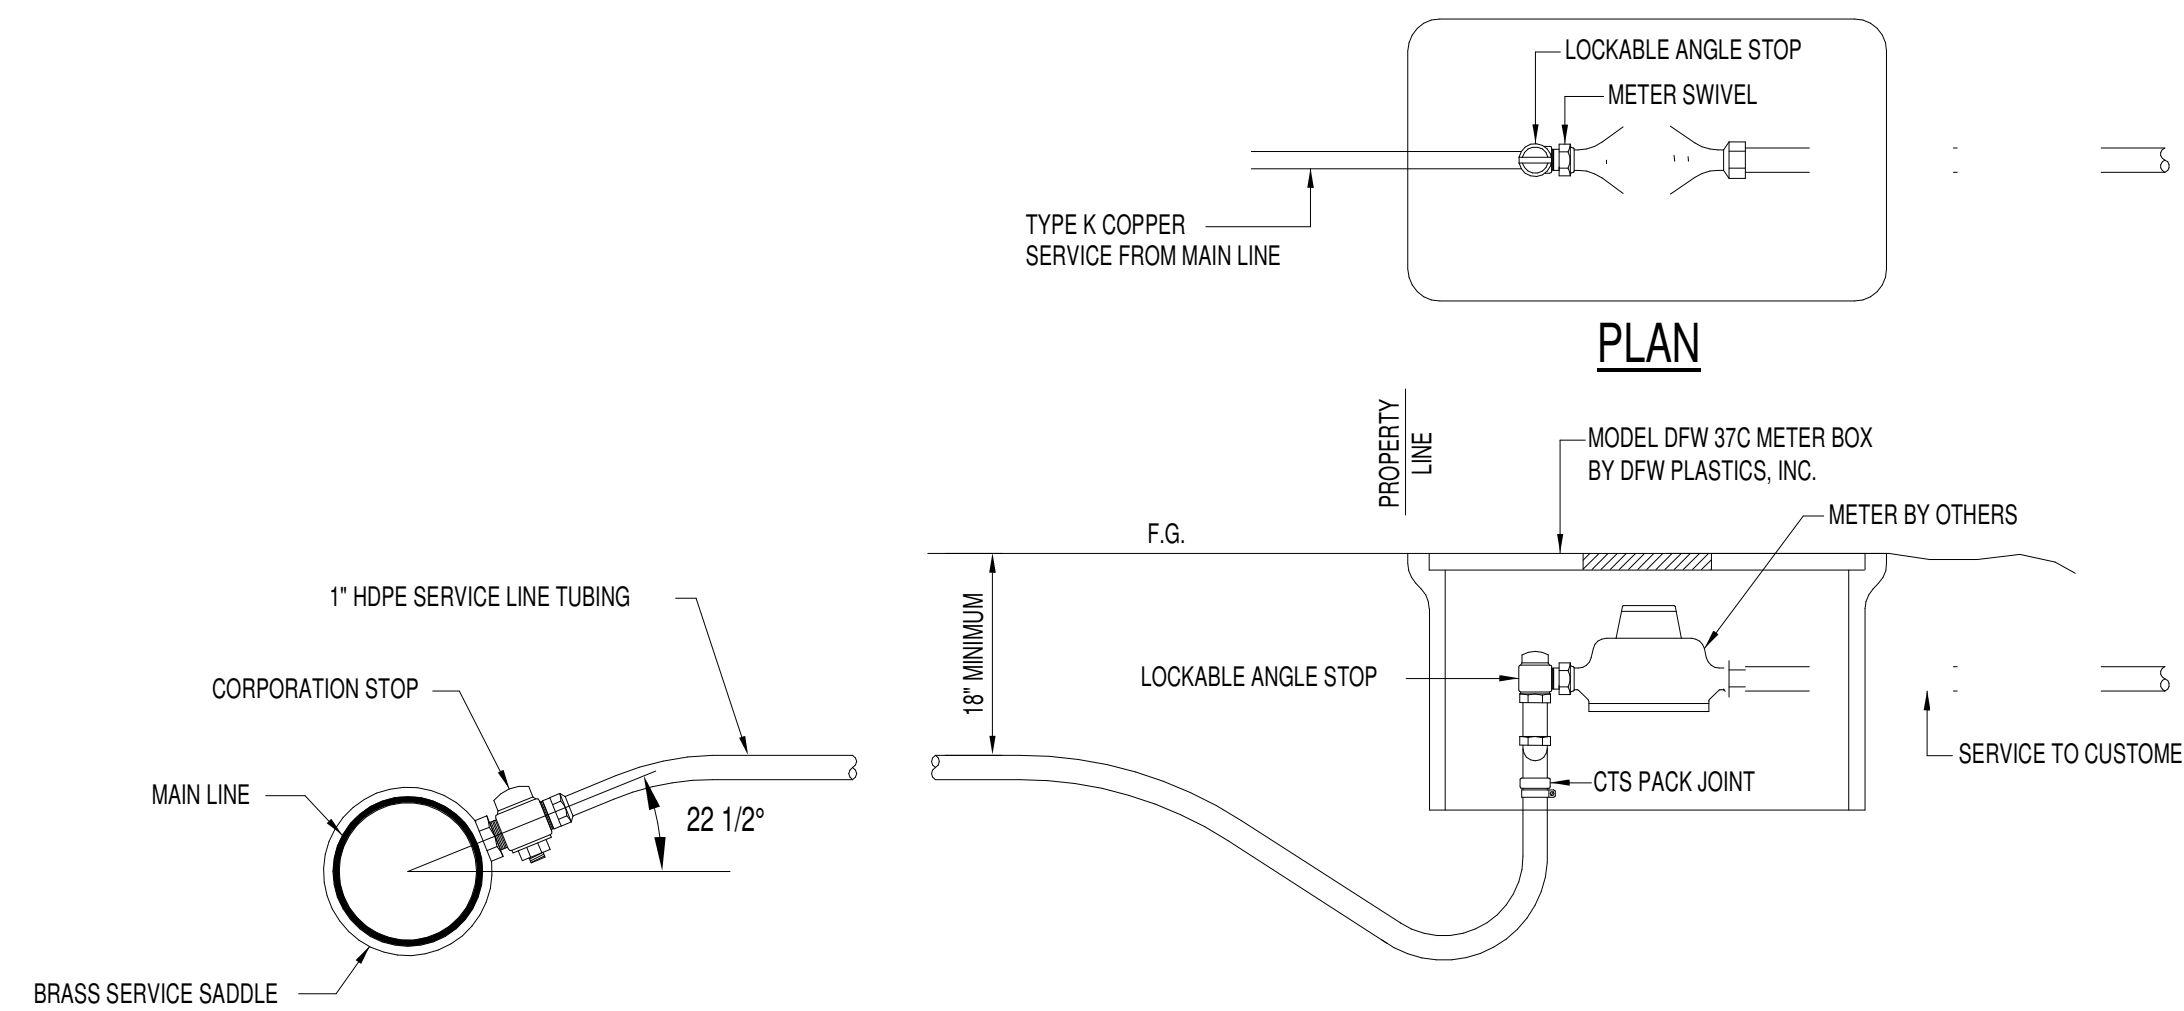 LOCKABLE ANGLE STOP
METER SWIVEL
TYPE K COPPER
SERVICE FROM MAIN LINE
PLAN
PROPERTY
LINE
MODEL DFW 37C METER BOX
BY DFW PLASTICS, INC.
METER BY OTHERS
F.G.
1" HDPE SERVICE LINE TUBING
18" MINIMUM
LOCKABLE ANGLE STOP
CORPORATION STOP
SERVICE TO CUSTOME
CTS PACK JOINT
MAIN LINE
22 1/2°
BRASS SERVICE SADDLE